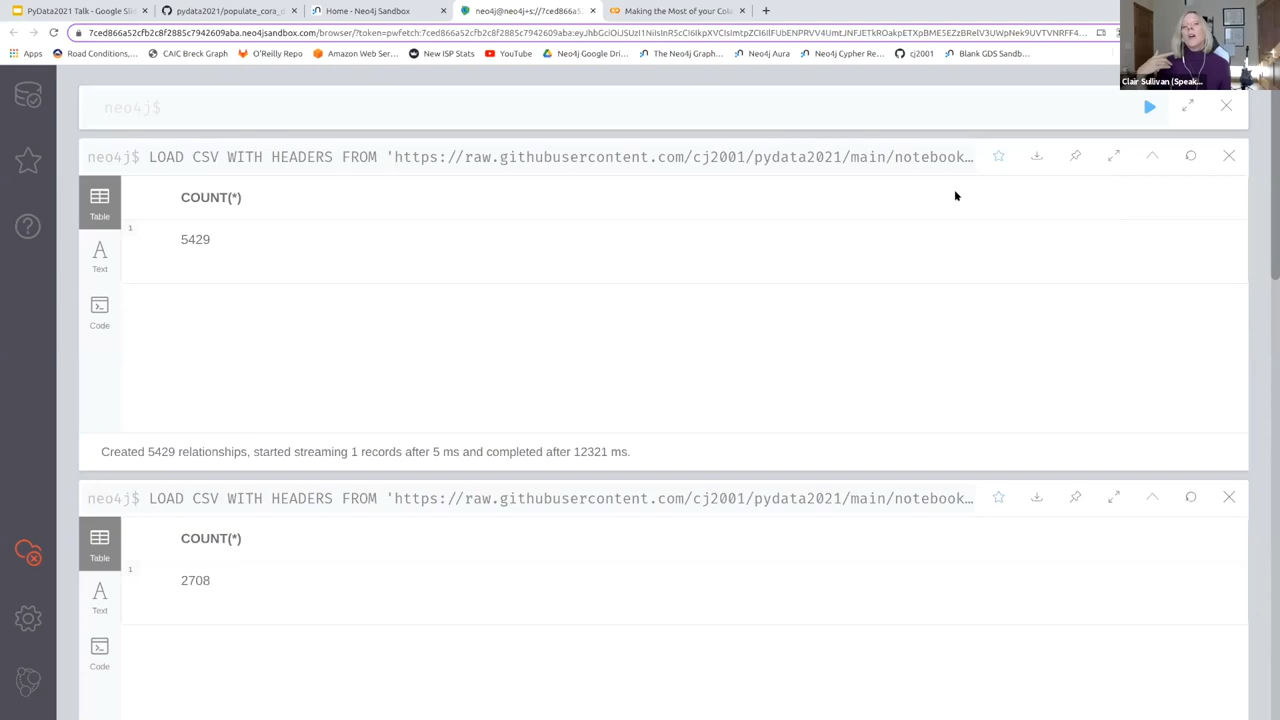 PyData2021 Talk - Google Slid
pydata2021/populate_cora_d
Home - Neo4j Sandbox
neo4j@neo4j+s://7ced866a5
Making the Most of your Cola
Apps
Road Conditions,...
CAIC Breck Graph
O'Reilly Repo
Amazon Web Ser...
New ISP Stats
YouTube
Neo4j Google Dri...
The Neo4j Graph...
Neo4j Aura
Neo4j Cypher Re...
cj2001
Blank GDS Sandb...
Clair Sullivan (Speak...
neo4j$
neo4j$ LOAD CSV WITH HEADERS FROM 'https://raw.githubusercontent.com/cj2001/pydata2021/main/notebook…
Table
COUNT(*)
1
5429
Text
Code
Created 5429 relationships, started streaming 1 records after 5 ms and completed after 12321 ms.
neo4j$ LOAD CSV WITH HEADERS FROM 'https://raw.githubusercontent.com/cj2001/pydata2021/main/notebook…
Table
COUNT(*)
1
2708
Text
Code